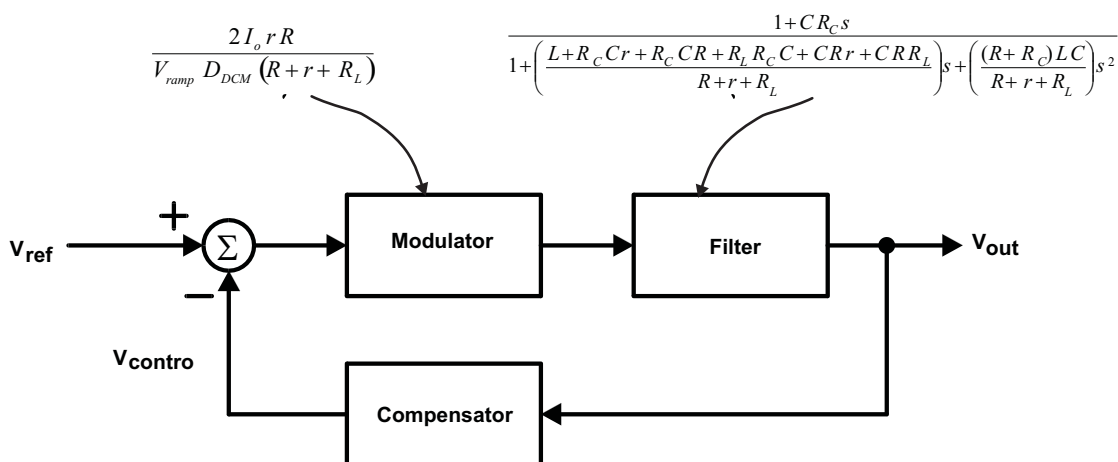 2 I_o r R
V_ramp D_DCM (R + r + R_L)
1 + C R_C s
1 + ( (L + R_C C r + R_C C R + R_L R_C C + C R r + C R R_L) / (R + r + R_L) ) s + ( ((R + R_C) L C) / (R + r + R_L) ) s^2
+
V_ref
Σ
Modulator
Filter
V_out
−
V_contro
Compensator